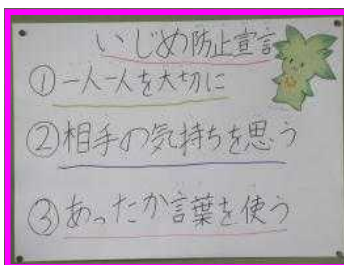 いじめ防止宣言
①一人一人を大切に
②相手の気持ちを思う
③あったか言葉を使う